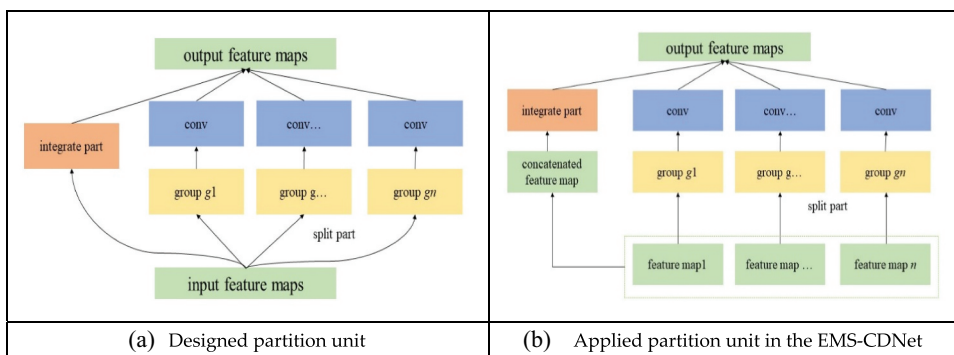 output feature maps
integrate part
conv
conv...
conv
group g1
group g...
group gn
split part
input feature maps
(a) Designed partition unit
output feature maps
integrate part
conv
conv...
conv
concatenated
feature map
group g1
group g...
group gn
split part
feature map1
feature map ...
feature map n
(b) Applied partition unit in the EMS-CDNet